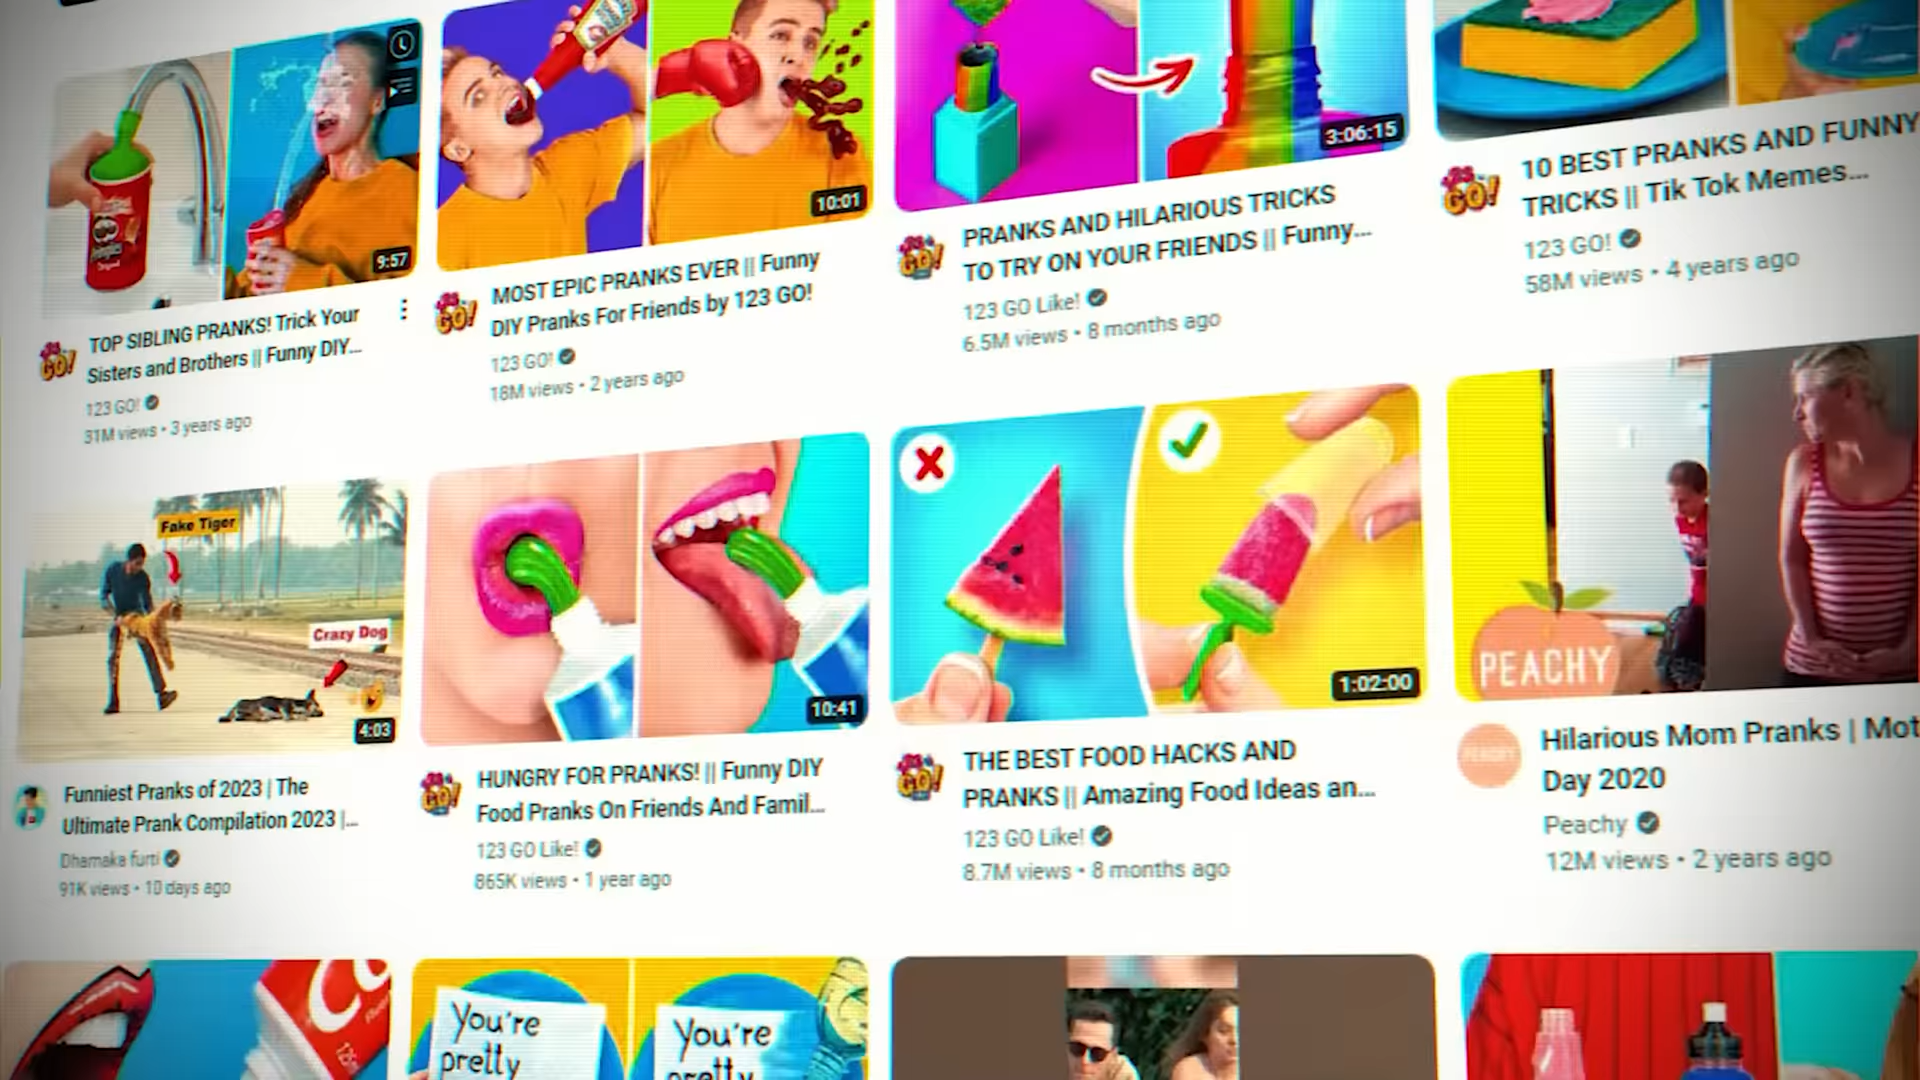 9:57
TOP SIBLING PRANKS! Trick Your
Sisters and Brothers || Funny DIY...
123 GO!
31M views • 3 years ago
10:01
GO!
MOST EPIC PRANKS EVER || Funny
DIY Pranks For Friends by 123 GO!
123 GO!
18M views • 2 years ago
3:06:15
GO!
PRANKS AND HILARIOUS TRICKS
TO TRY ON YOUR FRIENDS || Funny...
123 GO Like!
6.5M views • 8 months ago
GO!
10 BEST PRANKS AND FUNNY
TRICKS || Tik Tok Memes...
123 GO!
58M views • 4 years ago
Fake Tiger
Crazy Dog
4:03
Funniest Pranks of 2023 | The
Ultimate Prank Compilation 2023 |...
Dhamaka furti
91K views • 10 days ago
10:41
GO!
HUNGRY FOR PRANKS! || Funny DIY
Food Pranks On Friends And Famil...
123 GO Like!
865K views • 1 year ago
1:02:00
GO!
THE BEST FOOD HACKS AND
PRANKS || Amazing Food Ideas an...
123 GO Like!
8.7M views • 8 months ago
PEACHY
Hilarious Mom Pranks | Mot
Day 2020
Peachy
12M views • 2 years ago
You're
pretty
You're
pretty